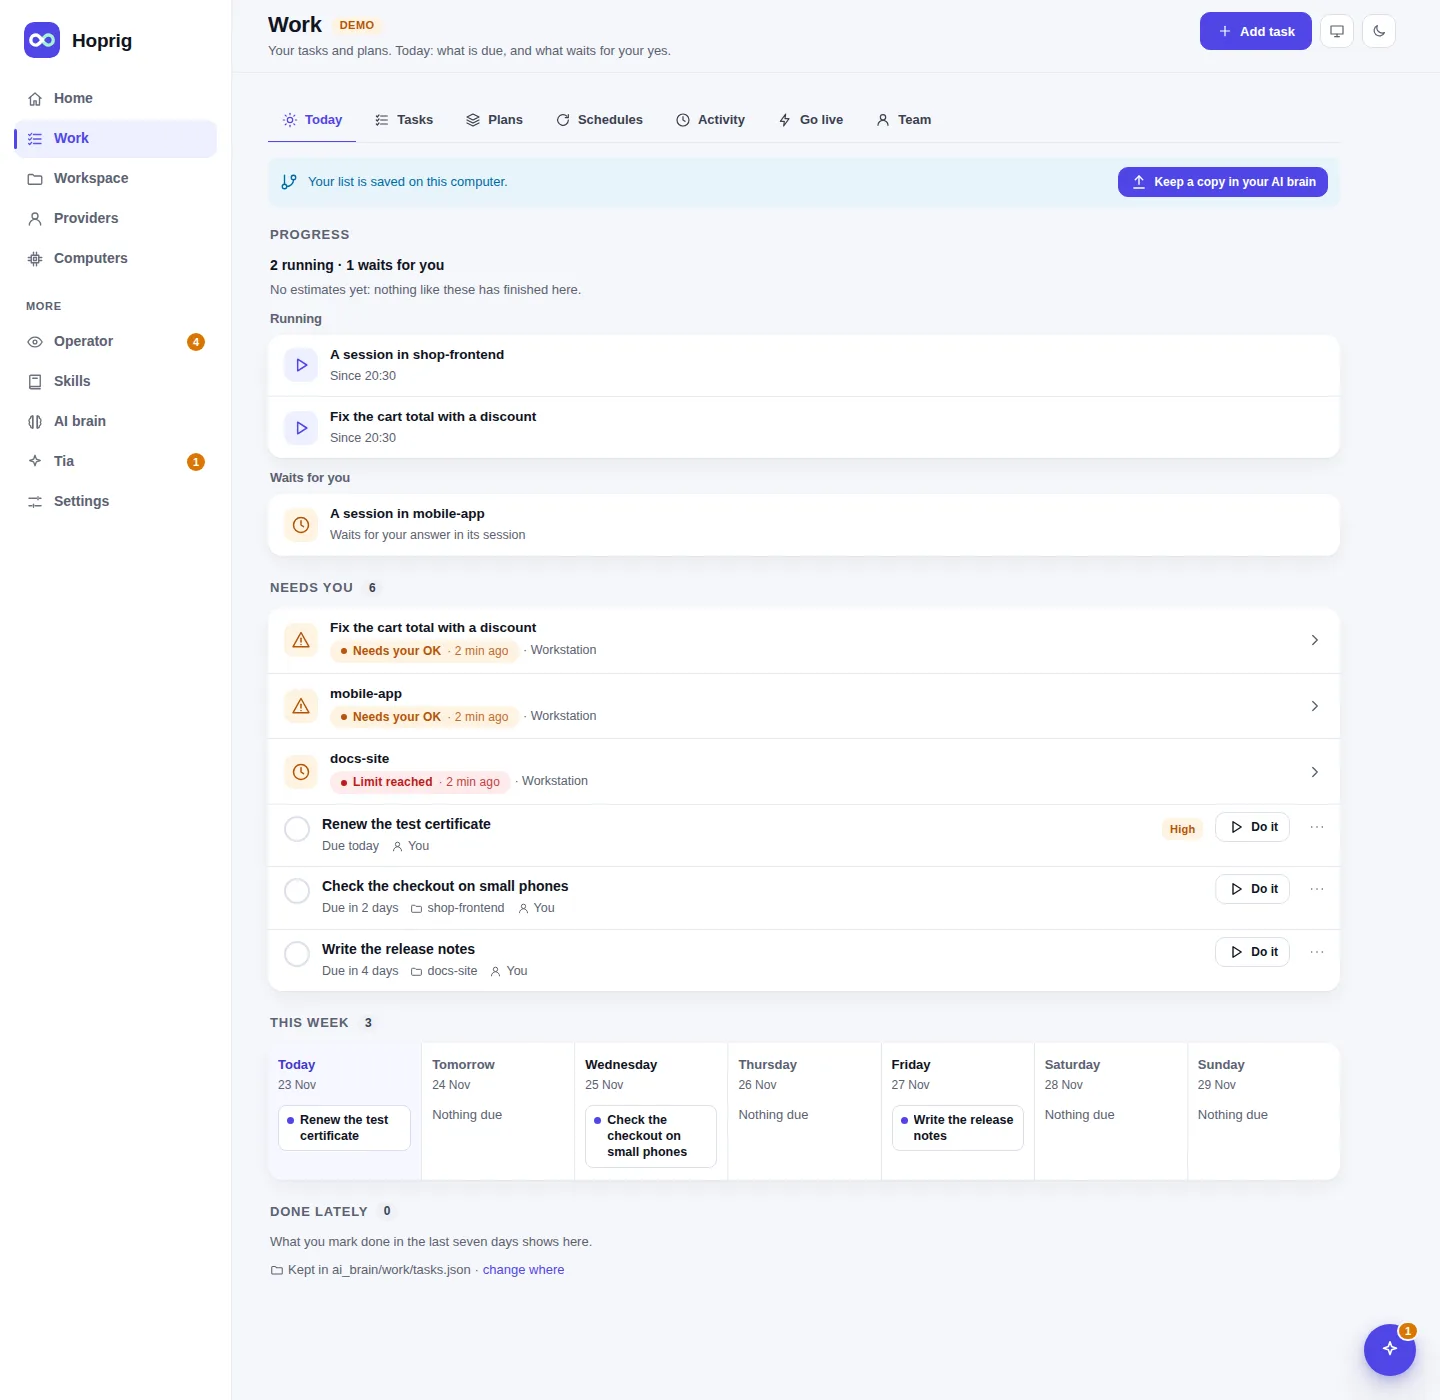 Hoprig
Home
Work
Workspace
Providers
Computers
MORE
Operator 4
Skills
AI brain
Tia 1
Settings
Work DEMO
Your tasks and plans. Today: what is due, and what waits for your yes.
Add task
Today Tasks Plans Schedules Activity Go live Team
Your list is saved on this computer.
Keep a copy in your AI brain
PROGRESS
2 running · 1 waits for you
No estimates yet: nothing like these has finished here.
Running
A session in shop-frontend
Since 20:30
Fix the cart total with a discount
Since 20:30
Waits for you
A session in mobile-app
Waits for your answer in its session
NEEDS YOU 6
Fix the cart total with a discount
Needs your OK · 2 min ago · Workstation
mobile-app
Needs your OK · 2 min ago · Workstation
docs-site
Limit reached · 2 min ago · Workstation
Renew the test certificate
Due today You
High Do it ···
Check the checkout on small phones
Due in 2 days shop-frontend You
Do it ···
Write the release notes
Due in 4 days docs-site You
Do it ···
THIS WEEK 3
Today
23 Nov
Renew the test
certificate
Tomorrow
24 Nov
Nothing due
Wednesday
25 Nov
Check the
checkout on
small phones
Thursday
26 Nov
Nothing due
Friday
27 Nov
Write the release
notes
Saturday
28 Nov
Nothing due
Sunday
29 Nov
Nothing due
DONE LATELY 0
What you mark done in the last seven days shows here.
Kept in ai_brain/work/tasks.json · change where
1